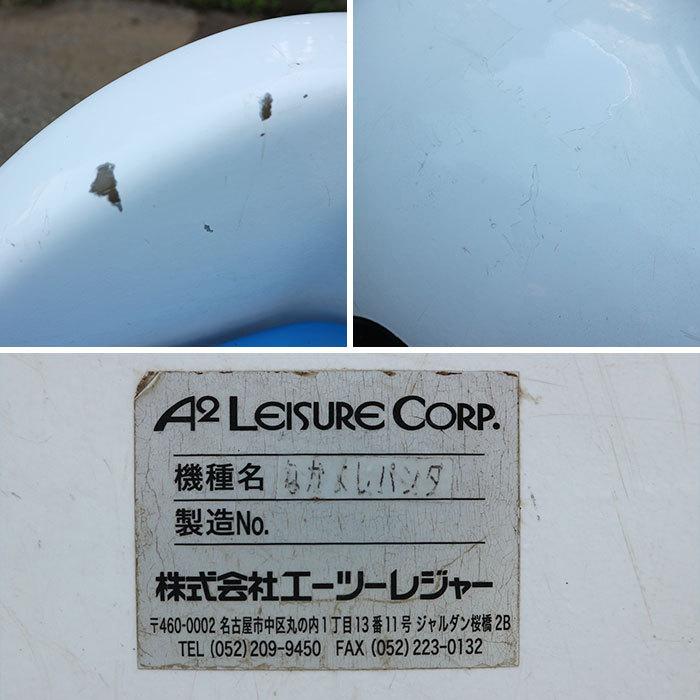 A2 LEISURE CORP.
機種名 なかよしパンダ
製造No.
株式会社エーツーレジャー
〒460-0002 名古屋市中区丸の内1丁目13番11号 ジャルダン桜橋2B
TEL (052)209-9450 FAX (052)223-0132